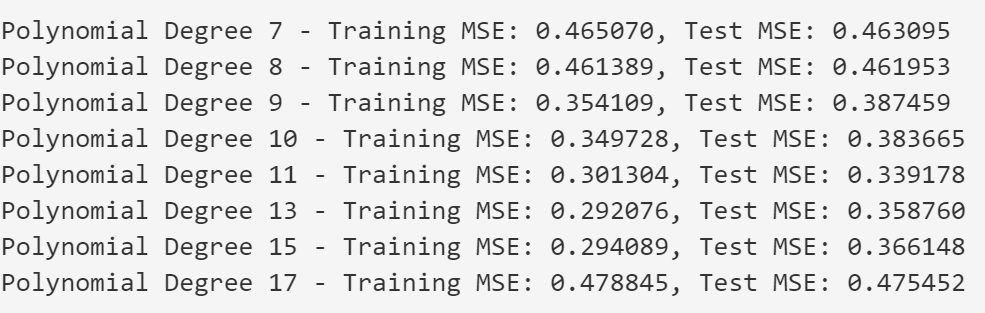 Polynomial Degree 7 - Training MSE: 0.465070, Test MSE: 0.463095
Polynomial Degree 8 - Training MSE: 0.461389, Test MSE: 0.461953
Polynomial Degree 9 - Training MSE: 0.354109, Test MSE: 0.387459
Polynomial Degree 10 - Training MSE: 0.349728, Test MSE: 0.383665
Polynomial Degree 11 - Training MSE: 0.301304, Test MSE: 0.339178
Polynomial Degree 13 - Training MSE: 0.292076, Test MSE: 0.358760
Polynomial Degree 15 - Training MSE: 0.294089, Test MSE: 0.366148
Polynomial Degree 17 - Training MSE: 0.478845, Test MSE: 0.475452